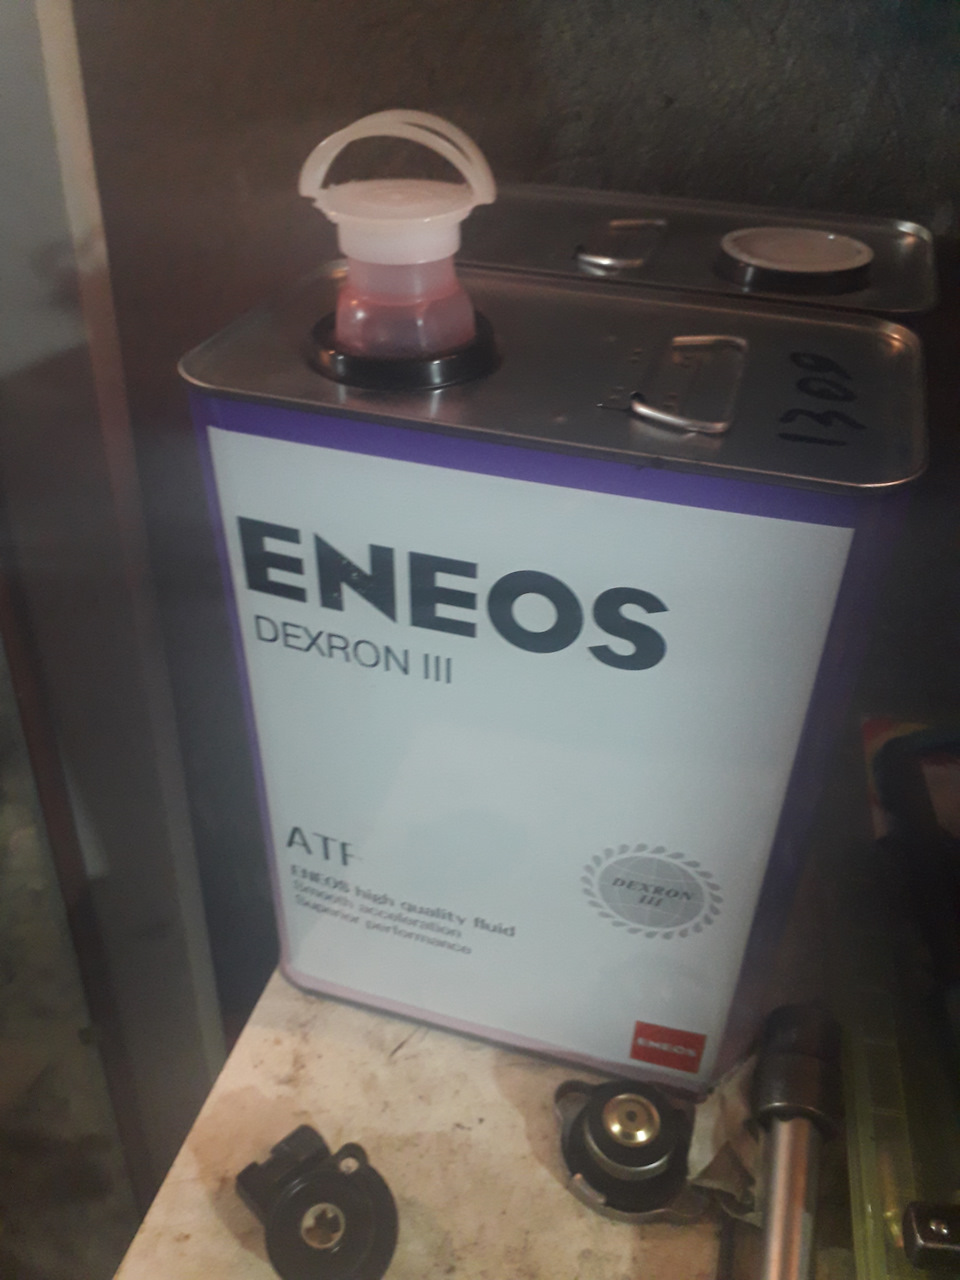 1309
ENEOS
DEXRON III
ATF
ENEOS high quality fluid
Smooth acceleration
Superior performance
DEXRON
III
ENEOS